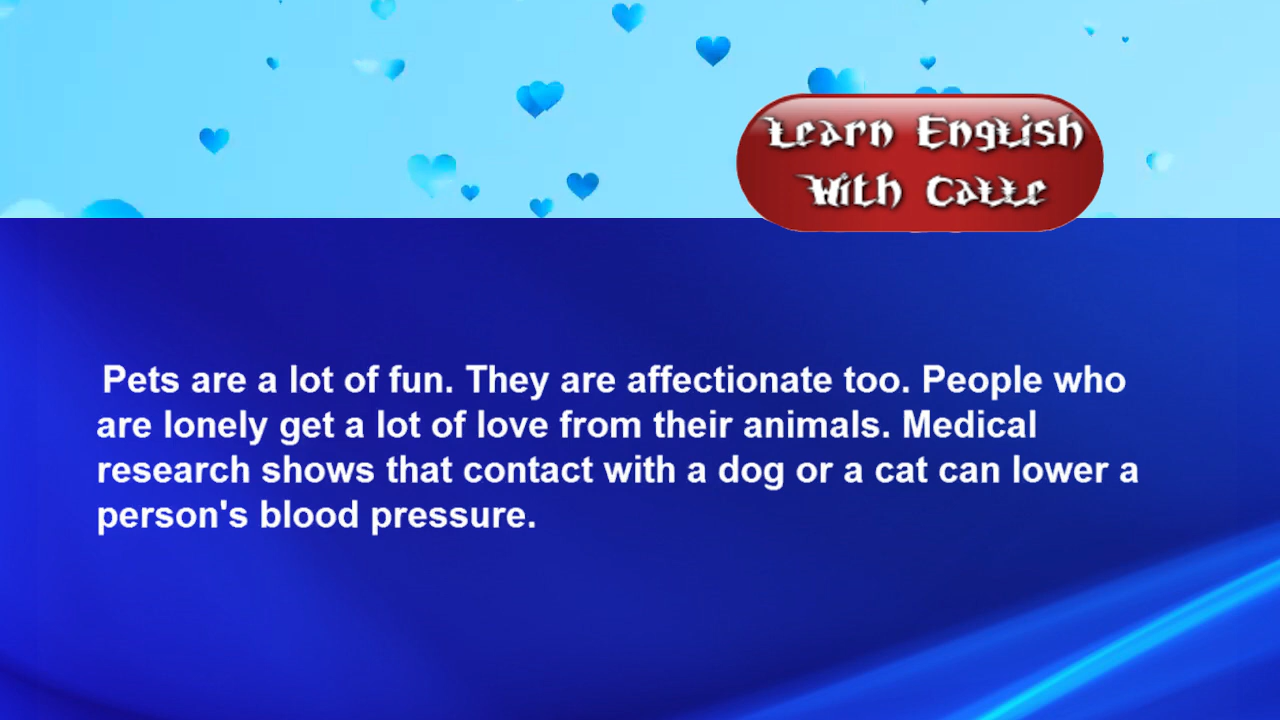 Learn English
With Catte
Pets are a lot of fun. They are affectionate too. People who
are lonely get a lot of love from their animals. Medical
research shows that contact with a dog or a cat can lower a
person's blood pressure.